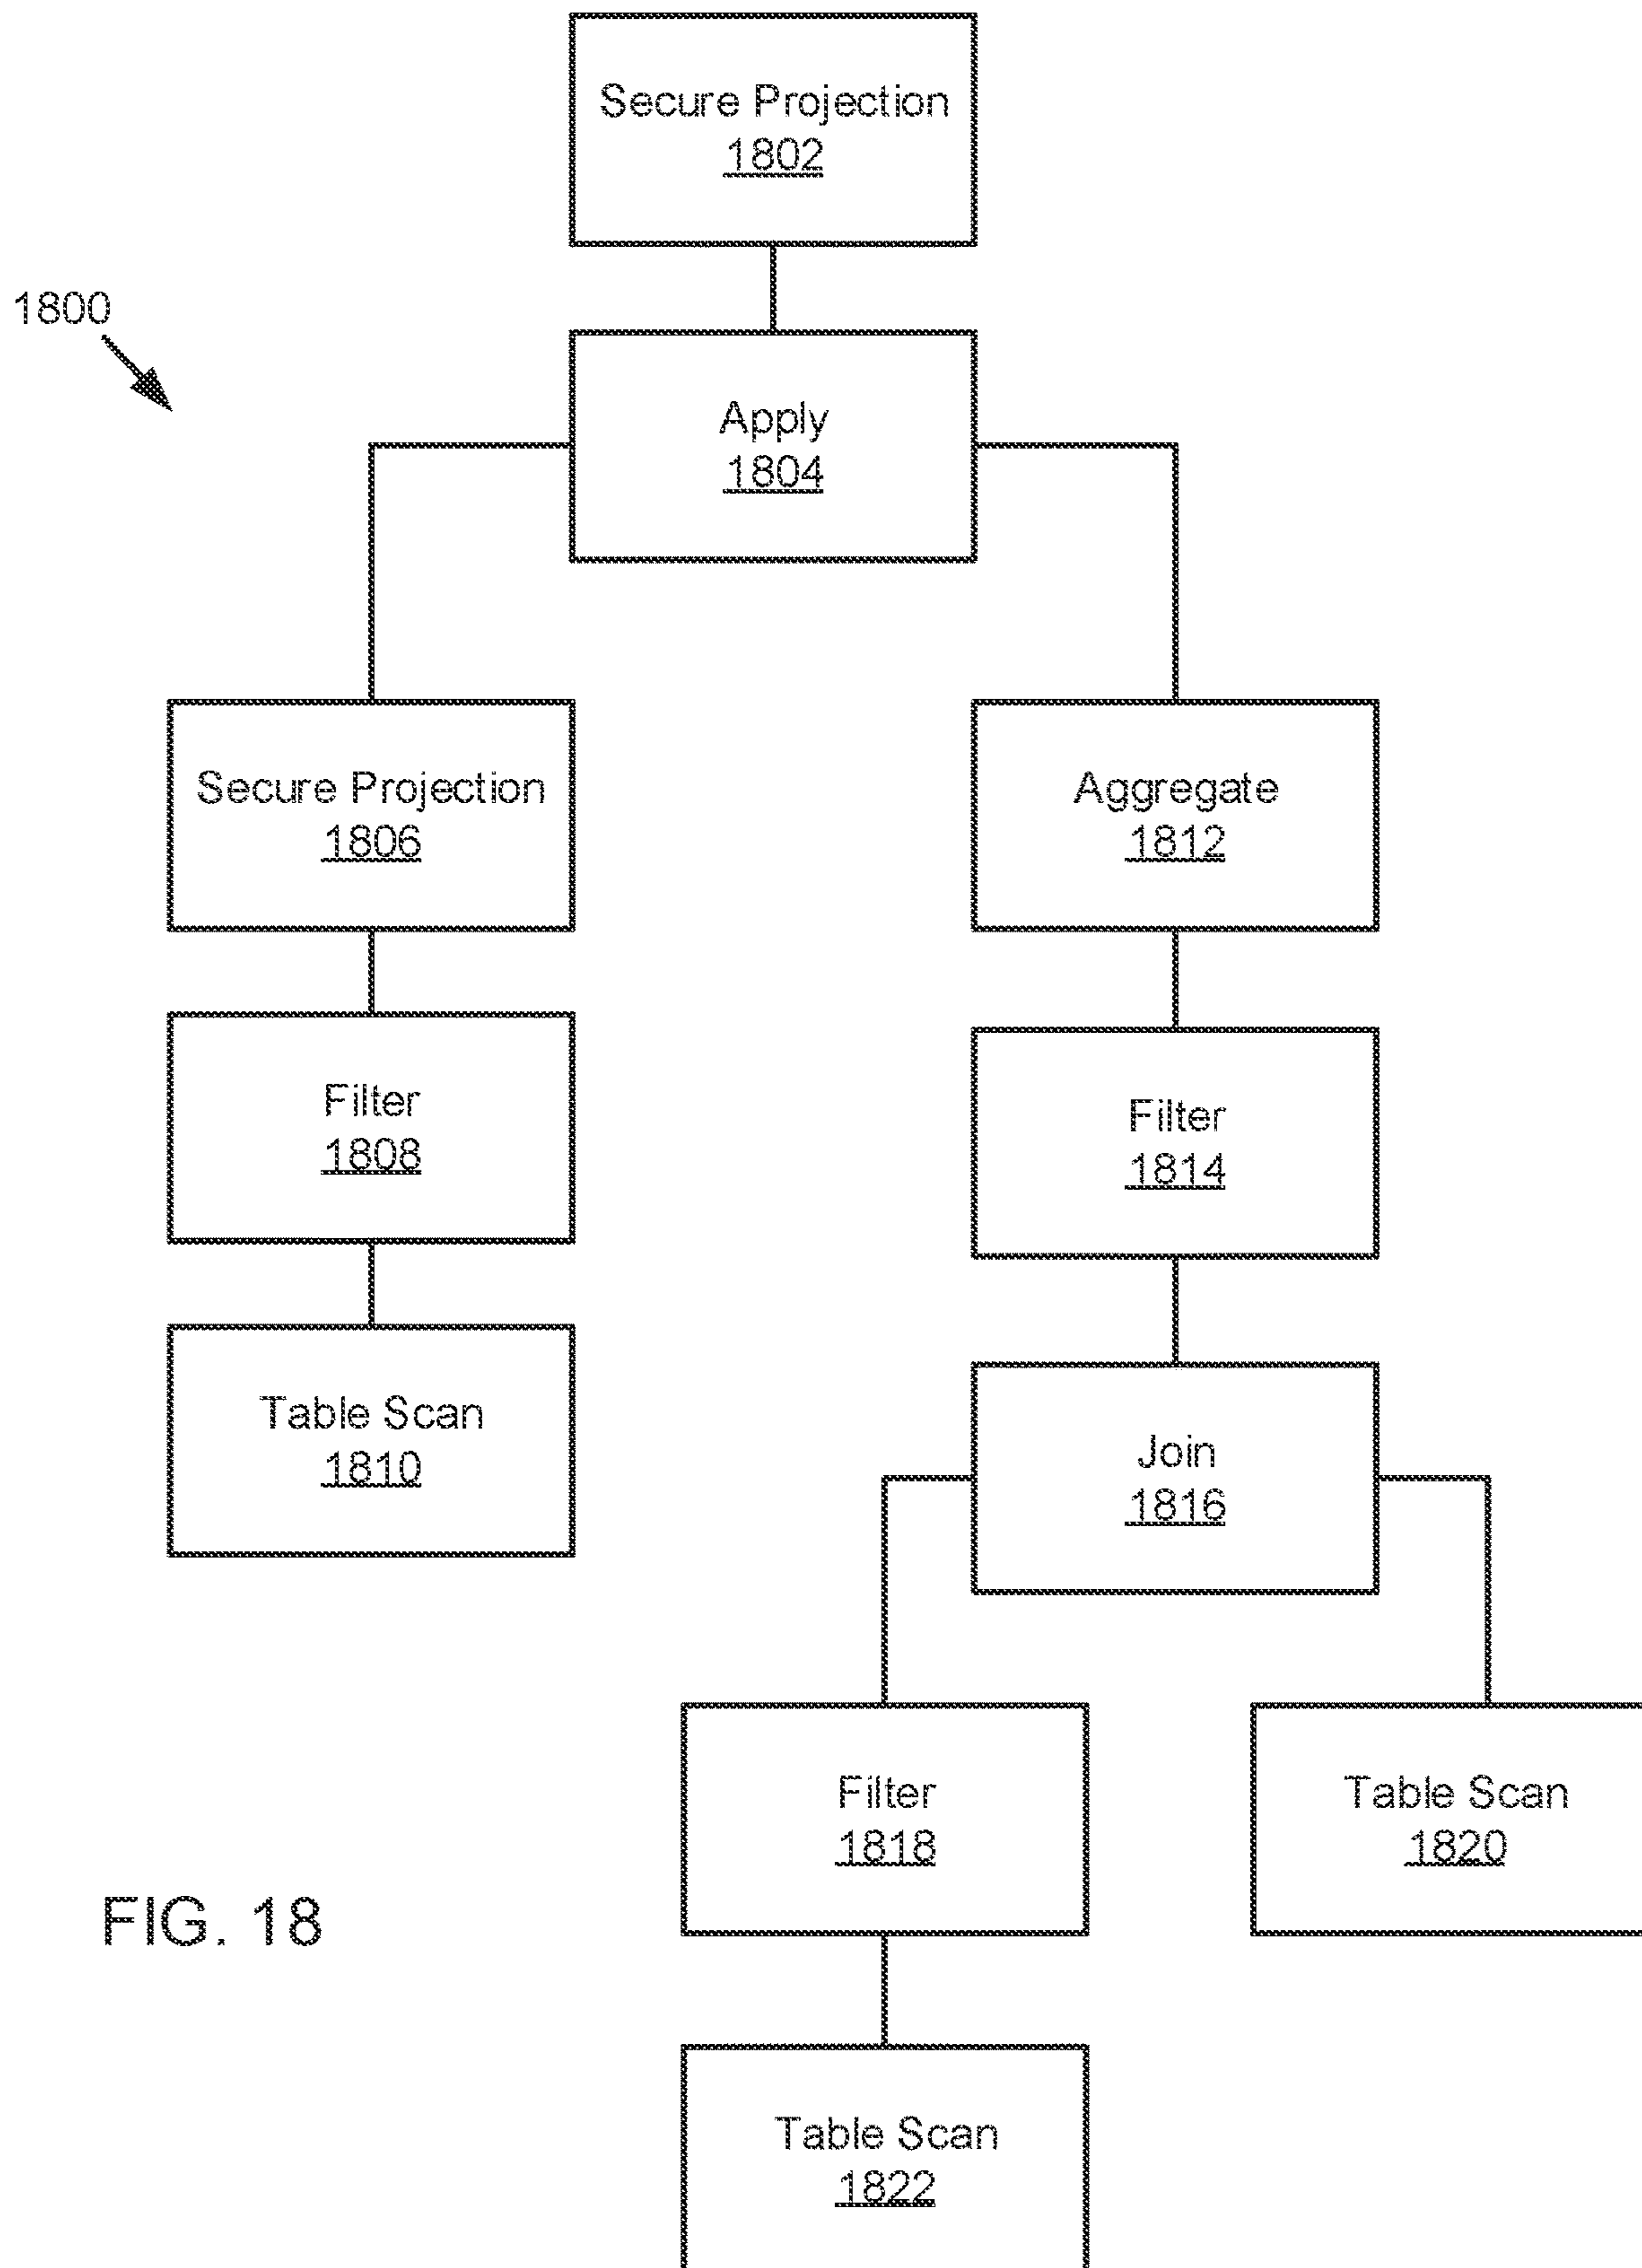 Secure Projection
1802
1800
Apply
1804
Secure Projection
1806
Aggregate
1812
Filter
1808
Filter
1814
Table Scan
1810
Join
1816
Filter
1818
Table Scan
1820
FIG. 18
Table Scan
1822